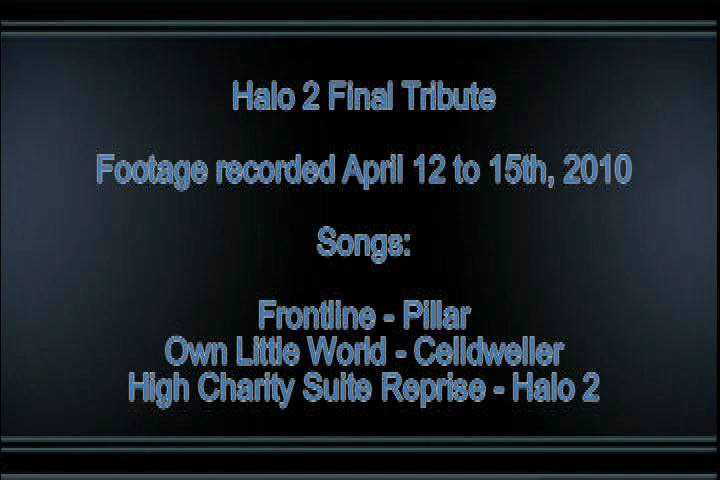 Halo 2 Final Tribute
Footage recorded April 12 to 15th, 2010
Songs:
Frontline - Pillar
Own Little World - Celldweller
High Charity Suite Reprise - Halo 2